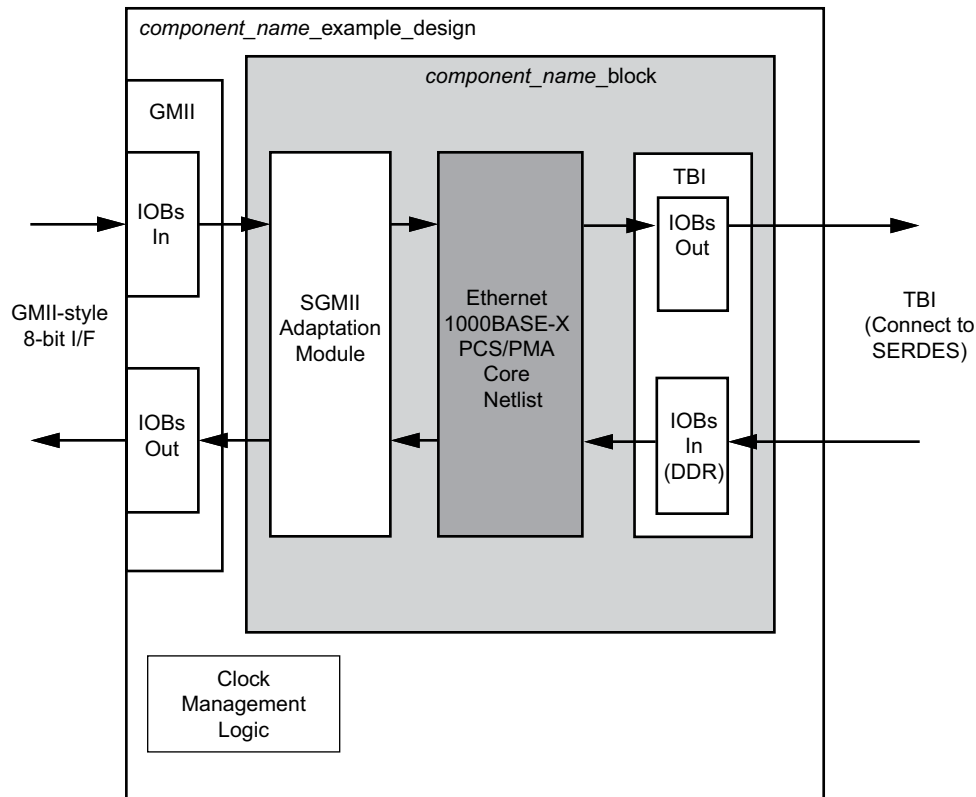 component_name_example_design
component_name_block
GMII
IOBs
In
GMII-style
8-bit I/F
IOBs
Out
SGMII
Adaptation
Module
Ethernet
1000BASE-X
PCS/PMA
Core
Netlist
TBI
IOBs
Out
IOBs
In
(DDR)
TBI
(Connect to
SERDES)
Clock
Management
Logic